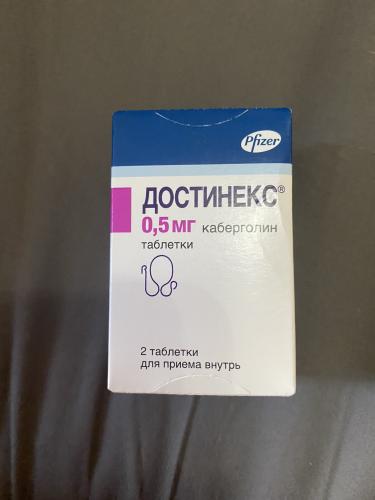 Pfizer
ДОСТИНЕКС®
0,5 мг каберголин
таблетки
2 таблетки
для приема внутрь